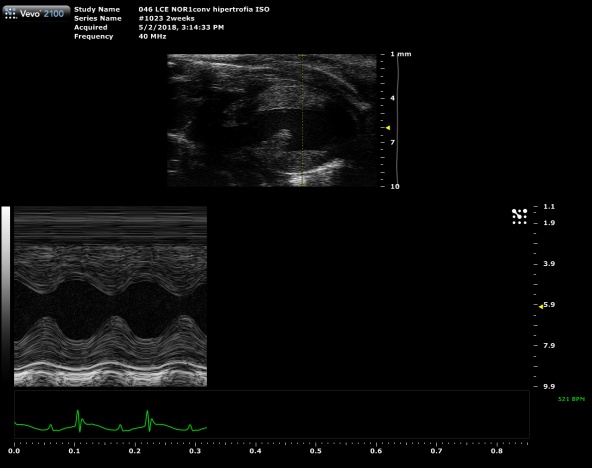 Vevo 2100
Study Name 046 LCE NOR1conv hipertrofia ISO
Series Name #1023 2weeks
Acquired 5/2/2018, 3:14:33 PM
Frequency 40 MHz
1 mm
4
7
10
1.1
1.9
3.9
5.9
7.9
9.9
521 BPM
0.0 0.1 0.2 0.3 0.4 0.5 0.6 0.7 0.8